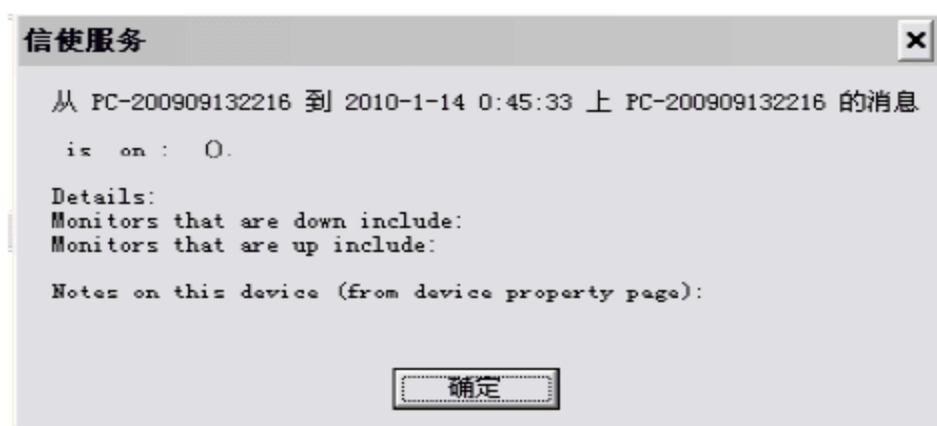 信使服务
从 PC-200909132216 到 2010-1-14 0:45:33 上 PC-200909132216 的消息
is on : ().
Details:
Monitors that are down include:
Monitors that are up include:
Notes on this device (from device property page):
确定